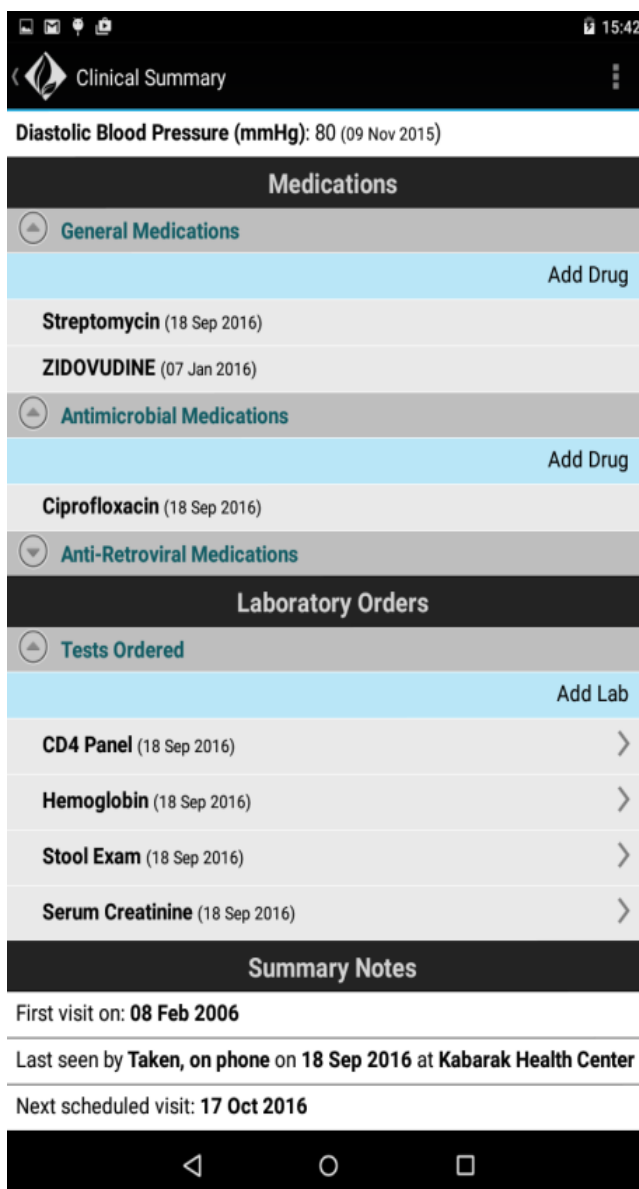 15:42
Clinical Summary
Diastolic Blood Pressure (mmHg): 80 (09 Nov 2015)
Medications
General Medications
Add Drug
Streptomycin (18 Sep 2016)
ZIDOVUDINE (07 Jan 2016)
Antimicrobial Medications
Add Drug
Ciprofloxacin (18 Sep 2016)
Anti-Retroviral Medications
Laboratory Orders
Tests Ordered
Add Lab
CD4 Panel (18 Sep 2016)
Hemoglobin (18 Sep 2016)
Stool Exam (18 Sep 2016)
Serum Creatinine (18 Sep 2016)
Summary Notes
First visit on: 08 Feb 2006
Last seen by Taken, on phone on 18 Sep 2016 at Kabarak Health Center
Next scheduled visit: 17 Oct 2016